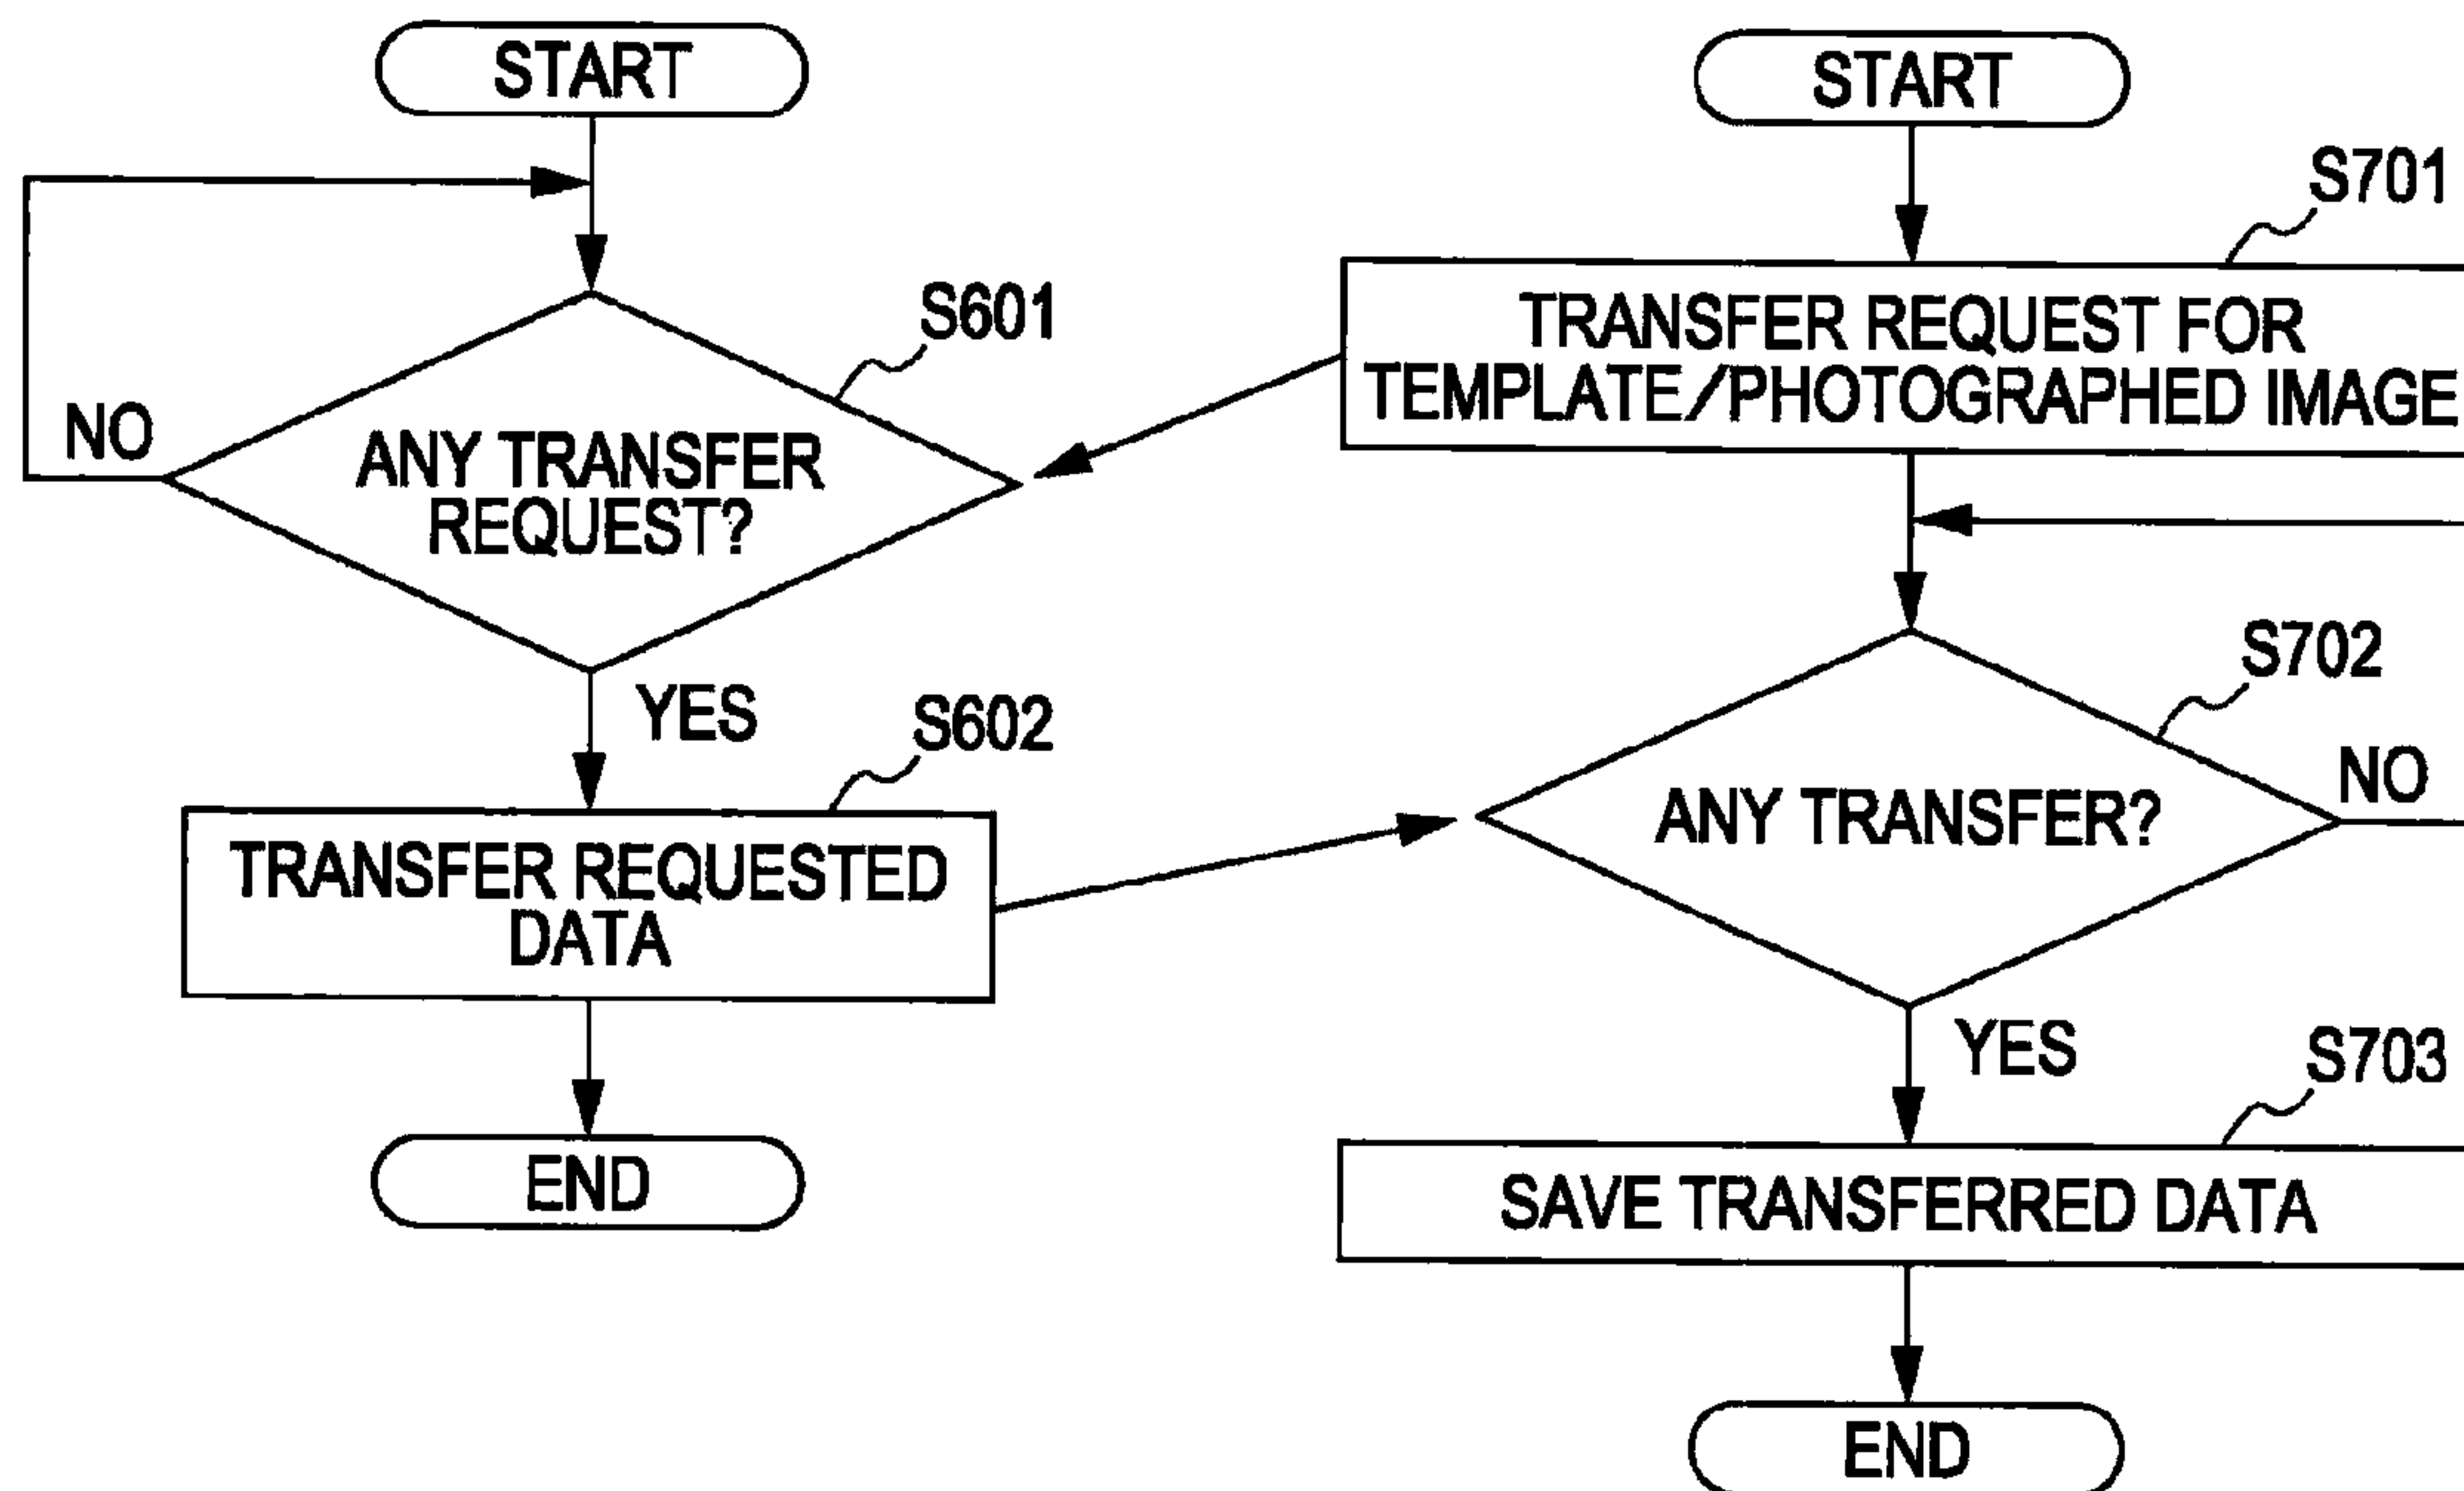 START
S601
NO
ANY TRANSFER
REQUEST?
YES
S602
TRANSFER REQUESTED
DATA
END
START
S701
TRANSFER REQUEST FOR
TEMPLATE/PHOTOGRAPHED IMAGE
S702
NO
ANY TRANSFER?
YES
S703
SAVE TRANSFERRED DATA
END